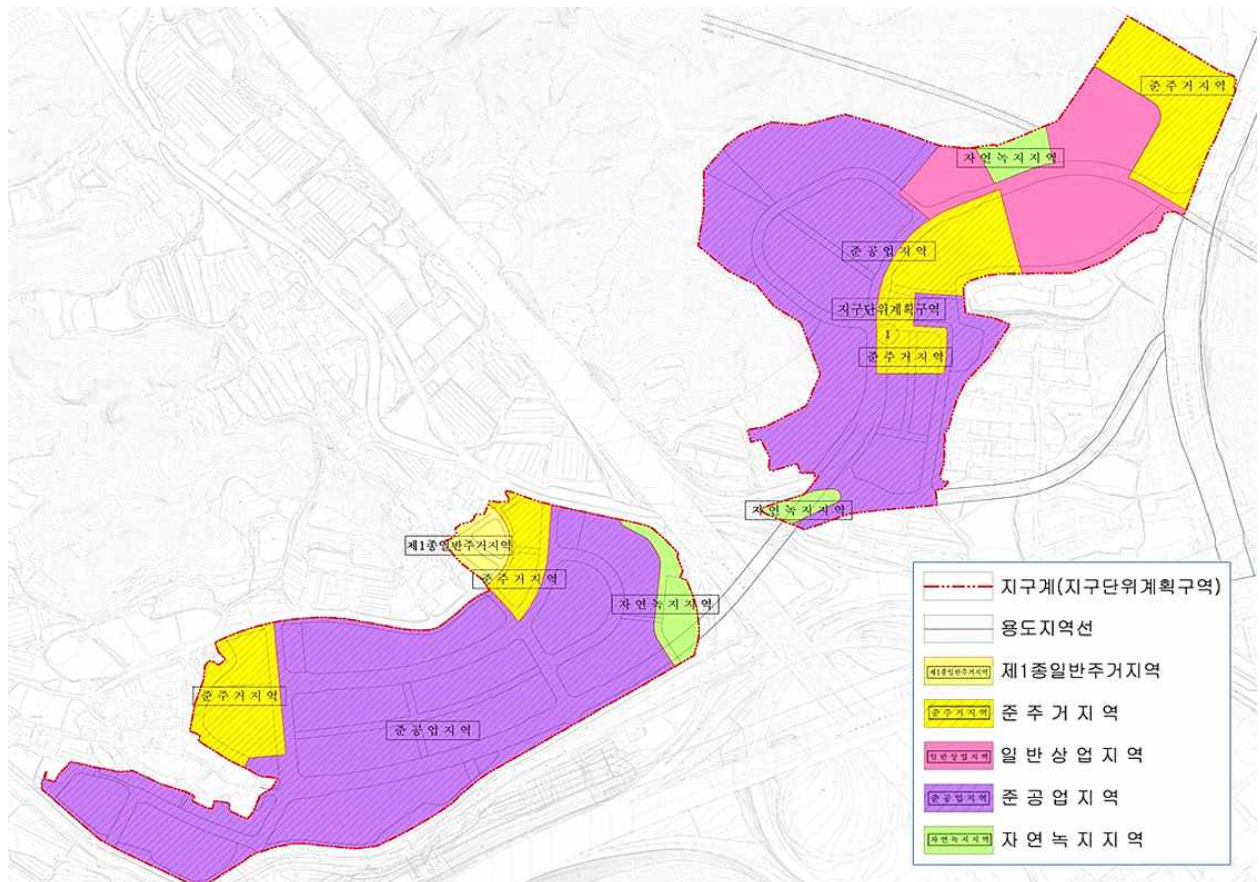 준주거지역
자연녹지지역
준공업지역
지구단위계획구역
1
준주거지역
자연녹지지역
제1종일반주거지역
준주거지역
자연녹지지역
준주거지역
준공업지역
지구계(지구단위계획구역)
용도지역선
제1종일반주거지역 제1종일반주거지역
준주거지역 준주거지역
일반상업지역 일반상업지역
준공업지역 준공업지역
자연녹지지역 자연녹지지역